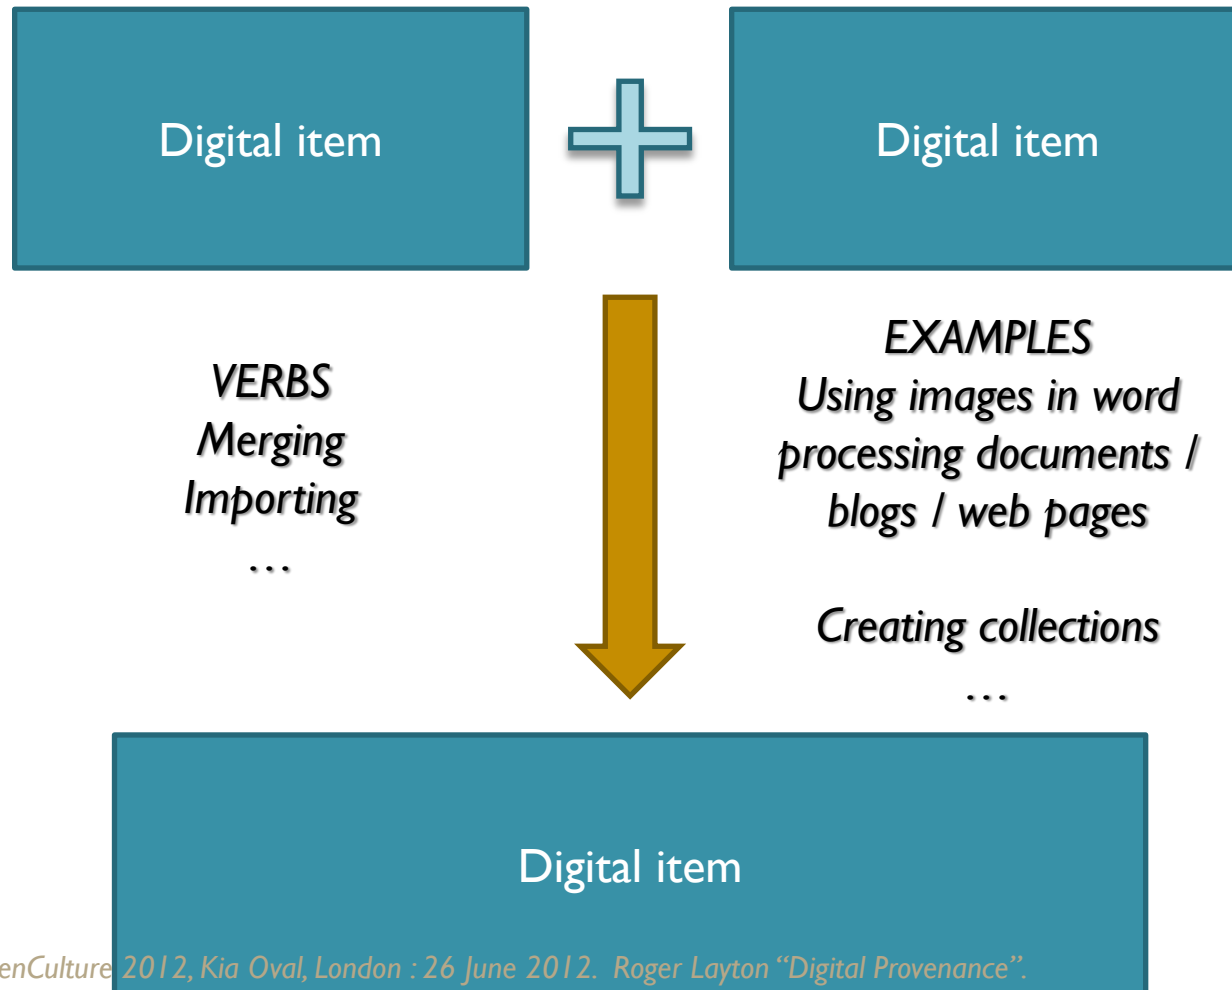 Digital item
Digital item
VERBS
Merging
Importing
…
EXAMPLES
Using images in word
processing documents /
blogs / web pages
Creating collections
…
Digital item
enCulture 2012, Kia Oval, London : 26 June 2012. Roger Layton “Digital Provenance”.